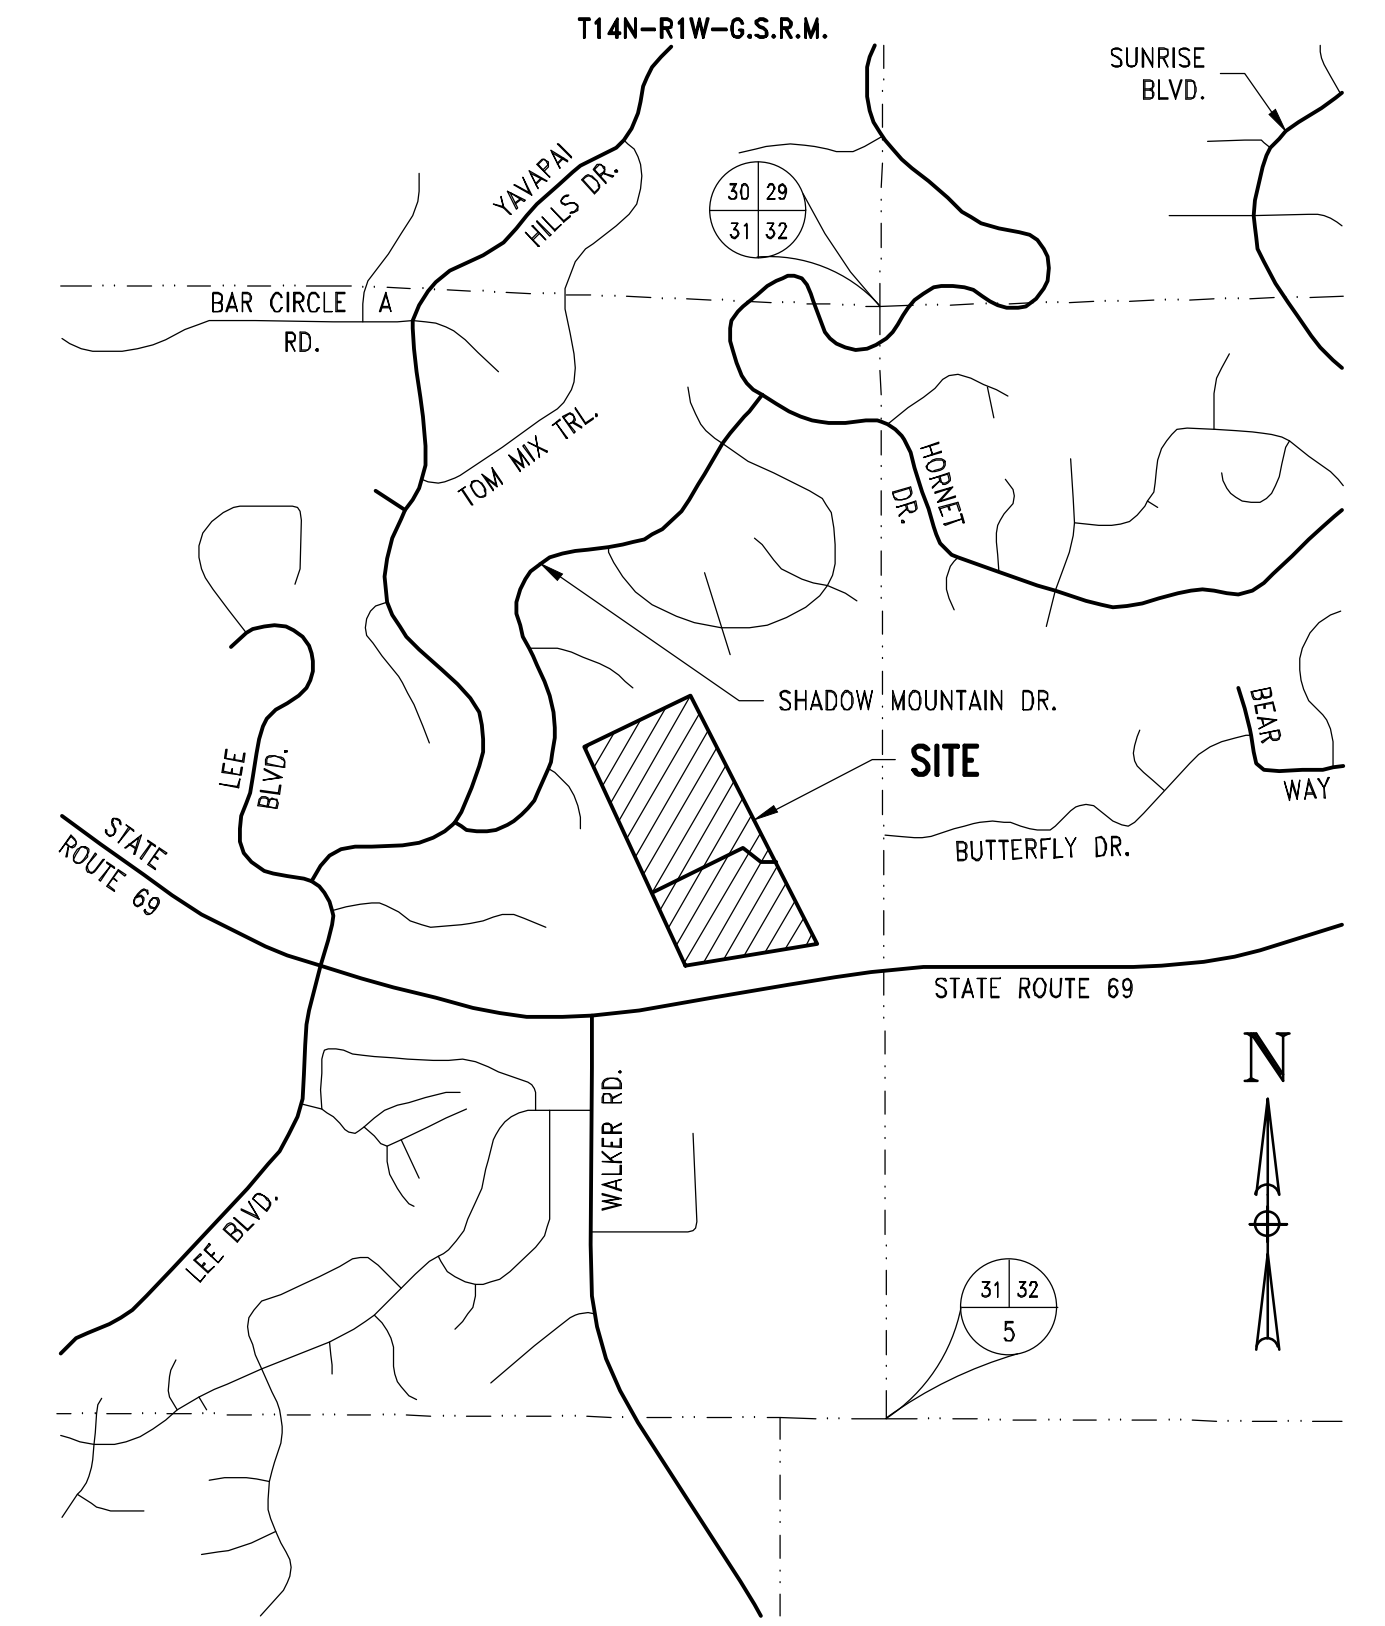 T14N-R1W-G.S.R.M.
SUNRISE
BLVD.
YAVAPAI
HILLS DR.
30 29
31 32
BAR CIRCLE A
RD.
TOM MIX TRL.
HORNET
DR.
SHADOW MOUNTAIN DR.
BEAR
WAY
LEE
BLVD.
SITE
STATE
ROUTE 69
BUTTERFLY DR.
STATE ROUTE 69
N
WALKER RD.
LEE BLVD.
31 32
5